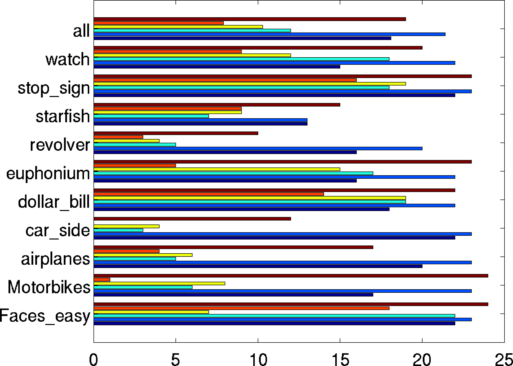 all
watch
stop_sign
starfish
revolver
euphonium
dollar_bill
car_side
airplanes
Motorbikes
Faces_easy
0 5 10 15 20 25